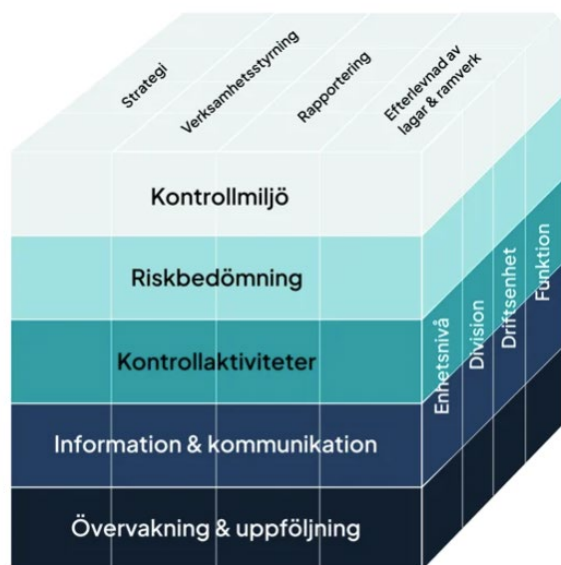 Strategi
Verksamhetsstyrning
Rapportering
Efterlevnad av
lagar & ramverk
Kontrollmiljö
Riskbedömning
Kontrollaktiviteter
Information & kommunikation
Övervakning & uppföljning
Enhetsnivå
Division
Driftsenhet
Funktion